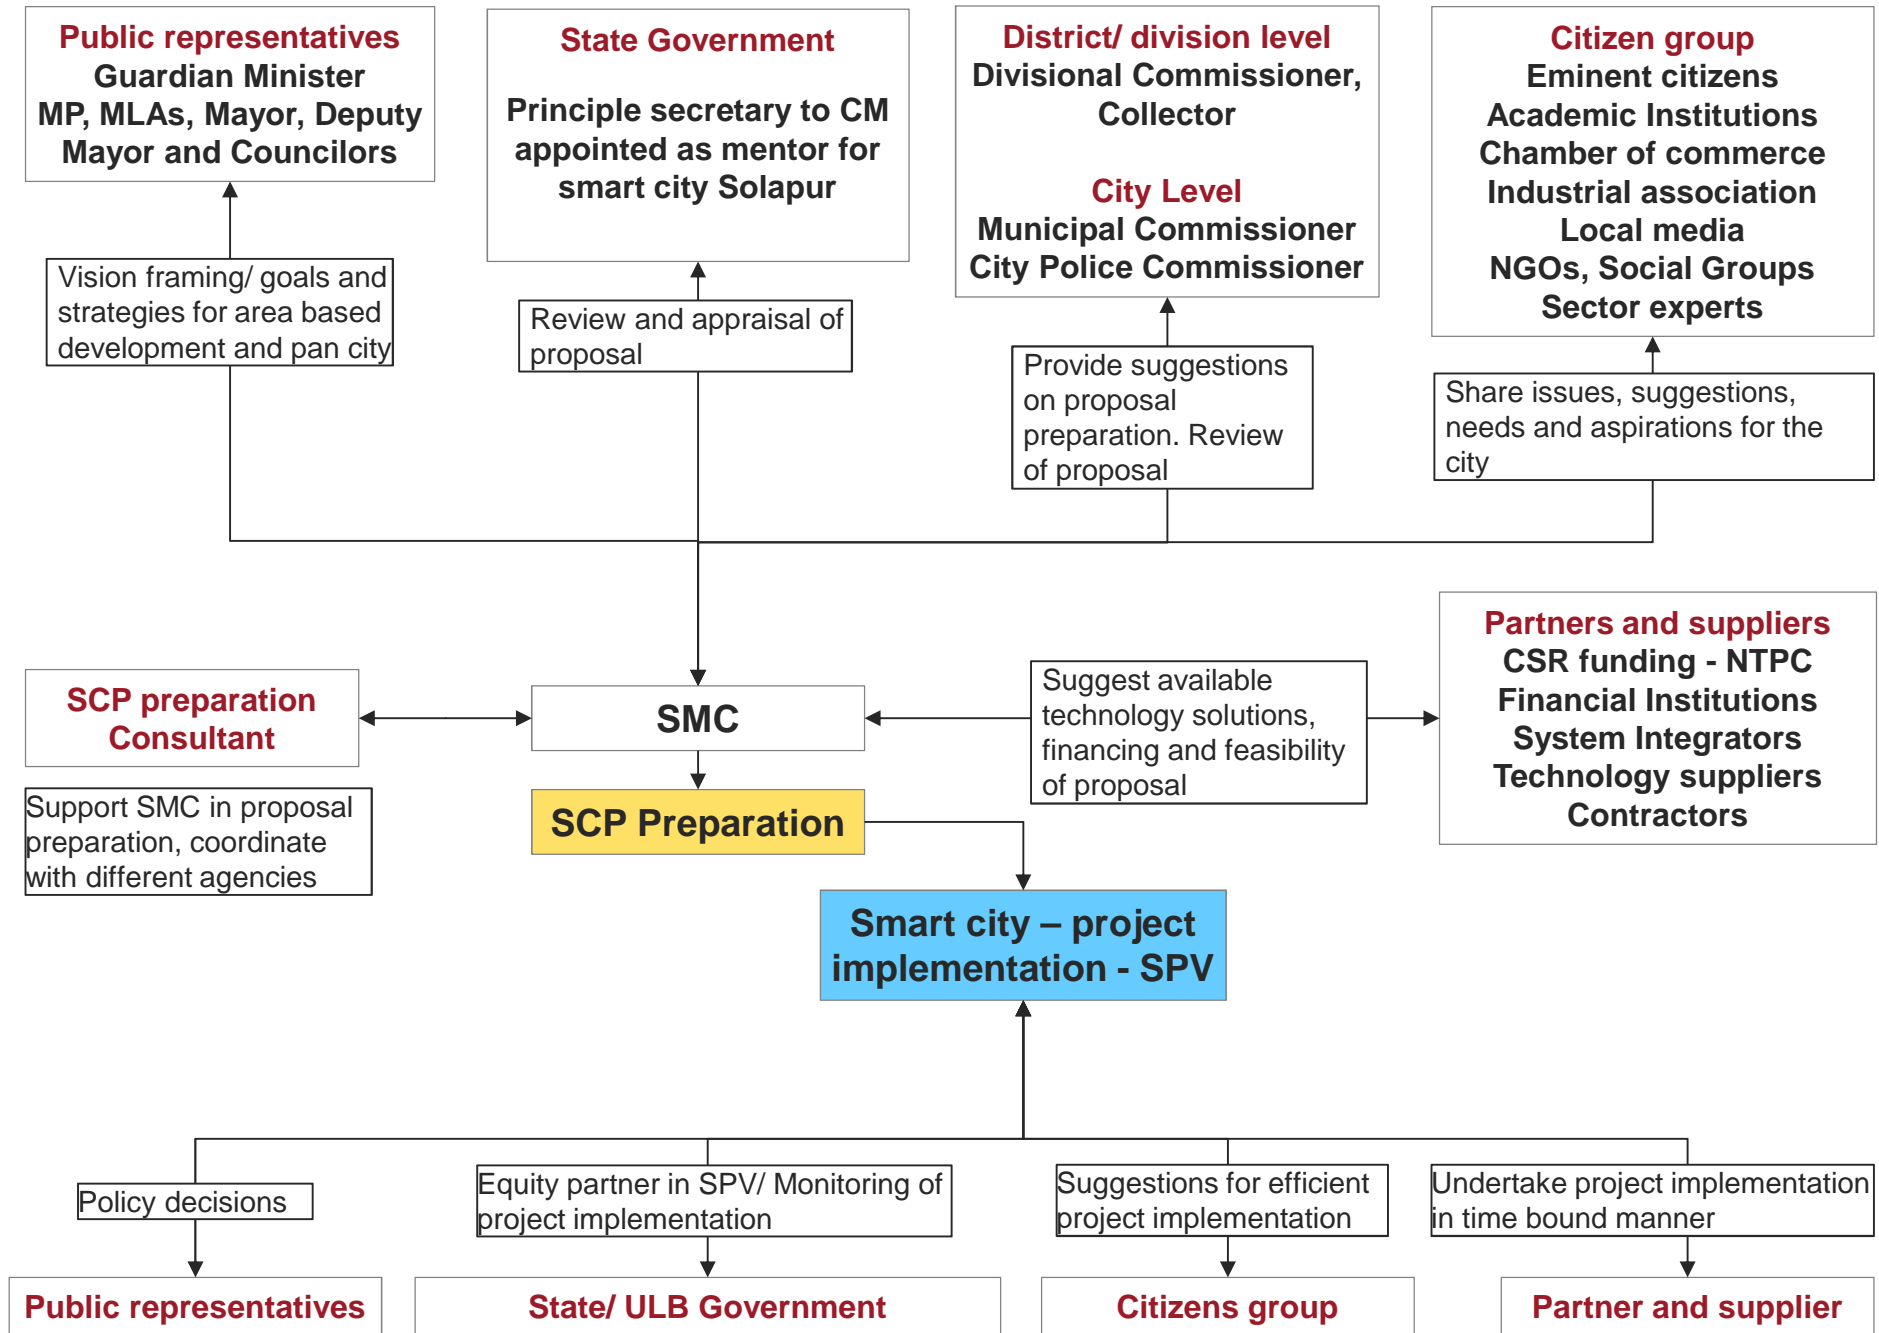 Public representatives
Guardian Minister
MP, MLAs, Mayor, Deputy
Mayor and Councilors
State Government
Principle secretary to CM
appointed as mentor for
smart city Solapur
District/ division level
Divisional Commissioner,
Collector
City Level
Municipal Commissioner
City Police Commissioner
Citizen group
Eminent citizens
Academic Institutions
Chamber of commerce
Industrial association
Local media
NGOs, Social Groups
Sector experts
Vision framing/ goals and
strategies for area based
development and pan city
Review and appraisal of
proposal
Provide suggestions
on proposal
preparation. Review
of proposal
Share issues, suggestions,
needs and aspirations for the
city
SCP preparation
Consultant
SMC
Suggest available
technology solutions,
financing and feasibility
of proposal
Partners and suppliers
CSR funding - NTPC
Financial Institutions
System Integrators
Technology suppliers
Contractors
Support SMC in proposal
preparation, coordinate
with different agencies
SCP Preparation
Smart city – project
implementation - SPV
Policy decisions
Equity partner in SPV/ Monitoring of
project implementation
Suggestions for efficient
project implementation
Undertake project implementation
in time bound manner
Public representatives
State/ ULB Government
Citizens group
Partner and supplier